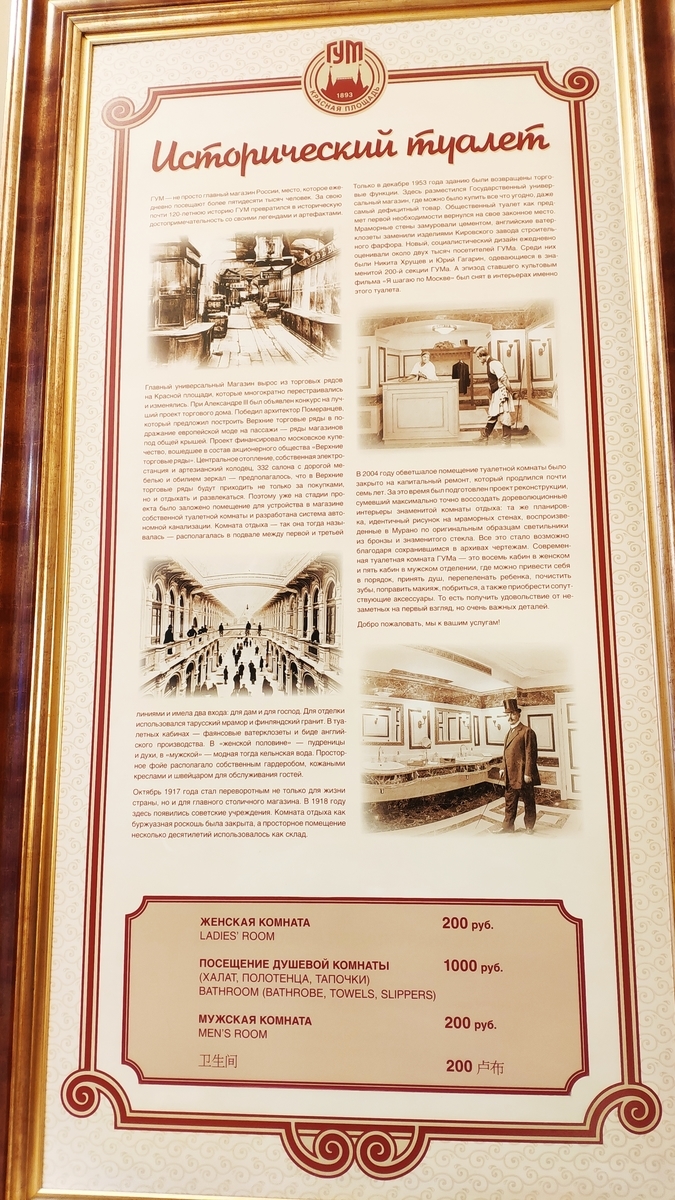 ГУМ
1893
КРАСНАЯ ПЛОЩАДЬ
Исторический туалет
ГУМ — не просто главный магазин России, место, которое еже-
дневно посещают более пятидесяти тысяч человек. За свою
почти 120-летнюю историю ГУМ превратился в историческую
достопримечательность со своими легендами и артефактами.
Главный универсальный Магазин вырос из торговых рядов
на Красной площади, которые многократно перестраивались
и изменялись. При Александре III был объявлен конкурс на луч-
ший проект торгового дома. Победил архитектор Померанцев,
который предложил построить Верхние торговые ряды в по-
дражание европейской моде на пассажи — ряды магазинов
под общей крышей. Проект финансировало московское купе-
чество, вошедшее в состав акционерного общества «Верхние
торговые ряды». Центральное отопление, собственная электро-
станция и артезианский колодец, 332 салона с дорогой ме-
белью и обилием зеркал — предполагалось, что в Верхние
торговые ряды будут приходить не только за покупками,
но и отдыхать и развлекаться. Поэтому уже на стадии про-
екта было заложено помещение для устройства в магазине
собственной туалетной комнаты и разработана система авто-
номной канализации. Комната отдыха — так она тогда назы-
валась — располагалась в подвале между первой и третьей
линиями и имела два входа: для дам и для господ. Для отделки
использовался тарусский мрамор и финляндский гранит. В туа-
летных кабинах — фаянсовые ватерклозеты и биде англий-
ского производства. В «женской половине» — пудреницы
и духи, в «мужской» — модная тогда кельнская вода. Простор-
ное фойе располагало собственным гардеробом, кожаными
креслами и швейцаром для обслуживания гостей.
Октябрь 1917 года стал переворотным не только для жизни
страны, но и для главного столичного магазина. В 1918 году
здесь появились советские учреждения. Комната отдыха как
буржуазная роскошь была закрыта, а просторное помещение
несколько десятилетий использовалось как склад.
Только в декабре 1953 года зданию были возвращены торго-
вые функции. Здесь разместился Государственный универ-
сальный магазин, где можно было купить все что угодно, даже
самый дефицитный товар. Общественный туалет как пред-
мет первой необходимости вернулся на свое законное место.
Мраморные стены замуровали цементом, английские ватер-
клозеты заменили изделиями Кировского завода строитель-
ного фарфора. Новый, социалистический дизайн ежедневно
оценивали около двух тысяч посетителей ГУМа. Среди них
были Никита Хрущев и Юрий Гагарин, одевающиеся в зна-
менитой 200-й секции ГУМа. А эпизод ставшего культовым
фильма «Я шагаю по Москве» был снят в интерьерах именно
этого туалета.
В 2004 году обветшалое помещение туалетной комнаты было
закрыто на капитальный ремонт, который продлился почти
семь лет. За это время был подготовлен проект реконструкции,
сумевший максимально точно воссоздать дореволюционные
интерьеры знаменитой комнаты отдыха: та же планиров-
ка, идентичный рисунок на мраморных стенах, воспроизве-
денные в Мурано по оригинальным образцам светильники
из бронзы и знаменитого стекла. Все это стало возможно
благодаря сохранившимся в архивах чертежам. Современ-
ная туалетная комната ГУМа — это восемь кабин в женском
и пять кабин в мужском отделении, где можно привести себя
в порядок, принять душ, перепеленать ребенка, почистить
зубы, поправить макияж, побриться, а также приобрести сопут-
ствующие аксессуары. То есть получить удовольствие от не-
заметных на первый взгляд, но очень важных деталей.
Добро пожаловать, мы к вашим услугам!
ЖЕНСКАЯ КОМНАТА 200 руб.
LADIES' ROOM
ПОСЕЩЕНИЕ ДУШЕВОЙ КОМНАТЫ 1000 руб.
(ХАЛАТ, ПОЛОТЕНЦА, ТАПОЧКИ)
BATHROOM (BATHROBE, TOWELS, SLIPPERS)
МУЖСКАЯ КОМНАТА 200 руб.
MEN'S ROOM
卫生间 200 卢布